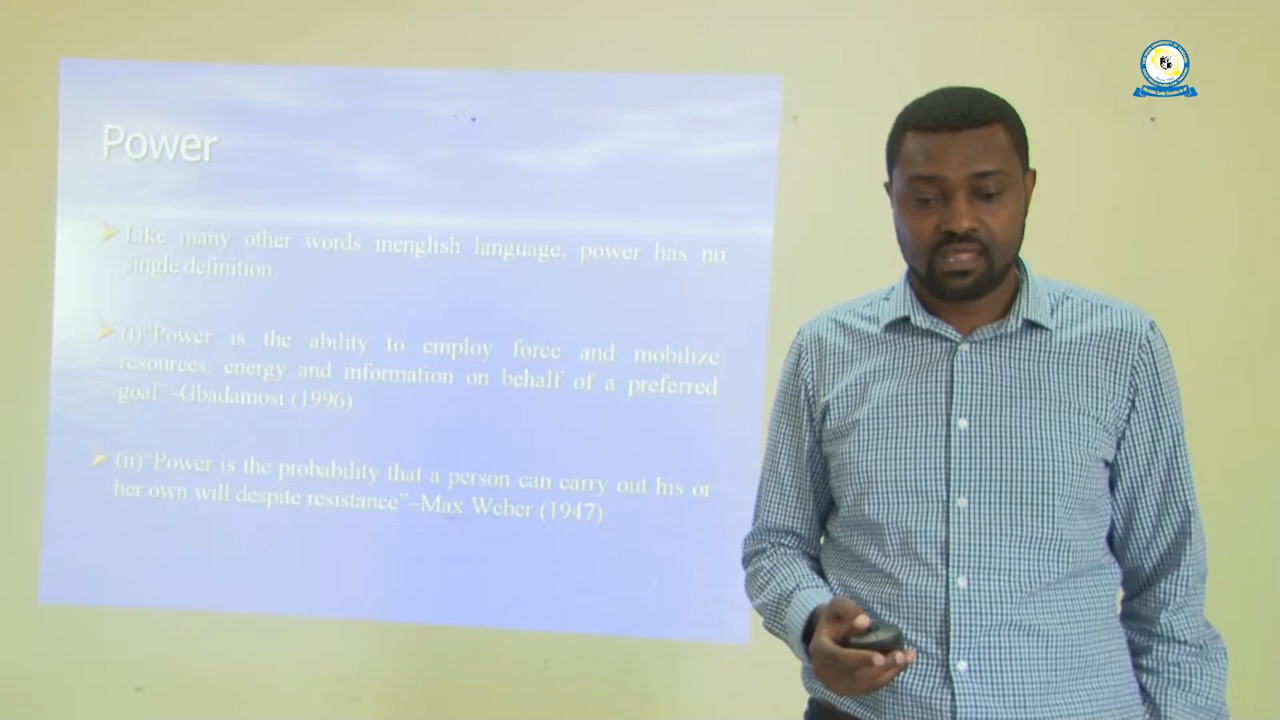 Power
Like many other words inenglish language, power has no
single definition
(i)“Power is the ability to employ force and mobilize
resources, energy and information on behalf of a preferred
goal”–Gbadamosi (1996)
(ii)“Power is the probability that a person can carry out his or
her own will despite resistance”–Max Weber (1947)